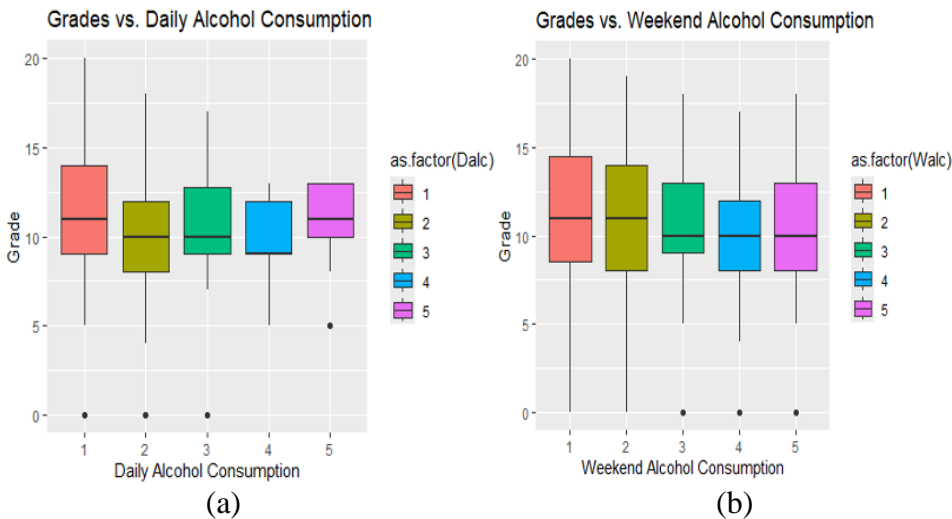 Grades vs. Daily Alcohol Consumption
20
15
10
5
0
Grade
1 2 3 4 5
Daily Alcohol Consumption
as.factor(Dalc)
1
2
3
4
5
(a)
Grades vs. Weekend Alcohol Consumption
20
15
10
5
0
Grade
1 2 3 4 5
Weekend Alcohol Consumption
as.factor(Walc)
1
2
3
4
5
(b)